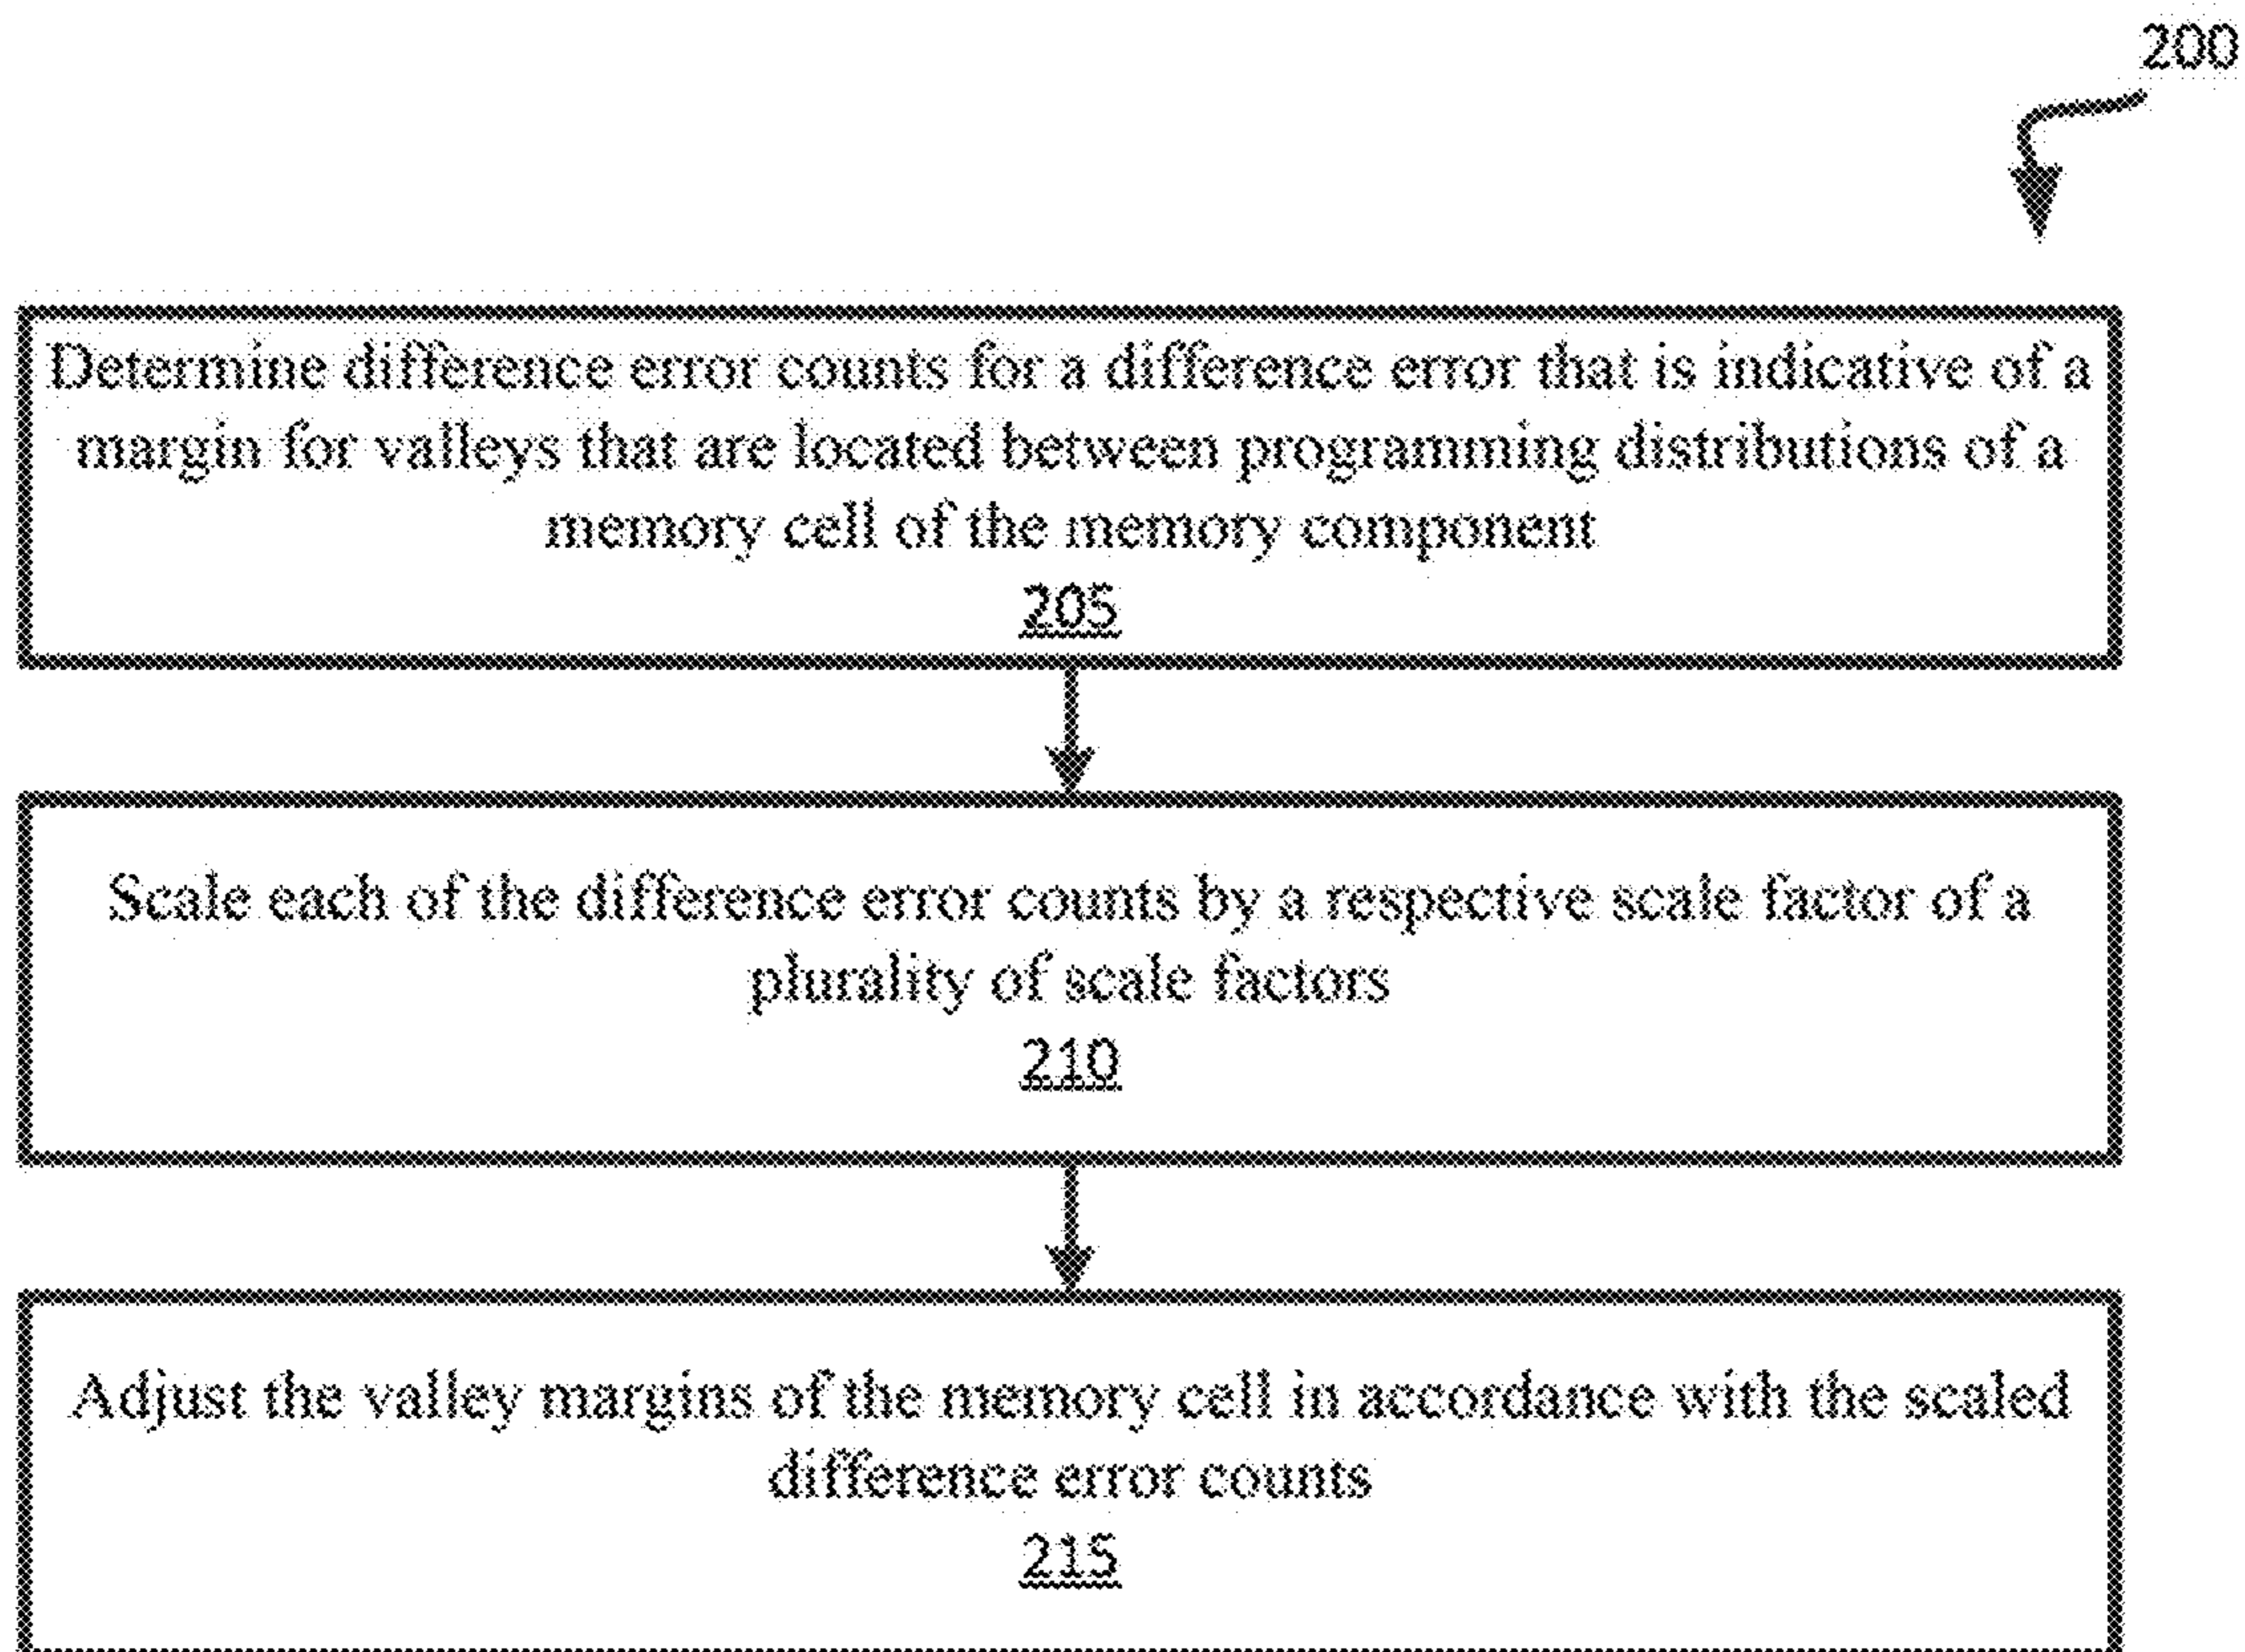 200
Determine difference error counts for a difference error that is indicative of a
margin for valleys that are located between programming distributions of a
memory cell of the memory component
205
Scale each of the difference error counts by a respective scale factor of a
plurality of scale factors
210
Adjust the valley margins of the memory cell in accordance with the scaled
difference error counts
215